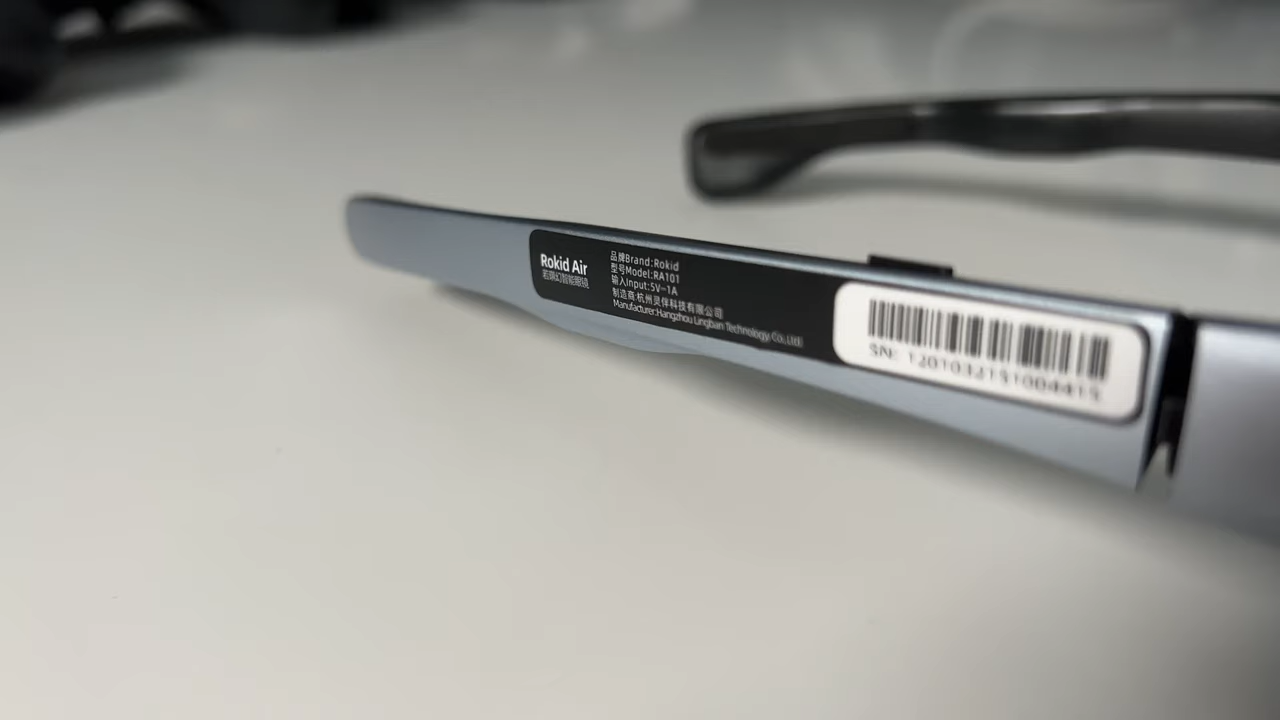 Rokid Air
若琪幻智能眼镜
品牌Brand:Rokid
型号Model:RA101
输入Input:5V⎓1A
制造商:杭州灵伴科技有限公司
Manufacturer:Hangzhou Lingban Technology. Co.,Ltd.
SN: